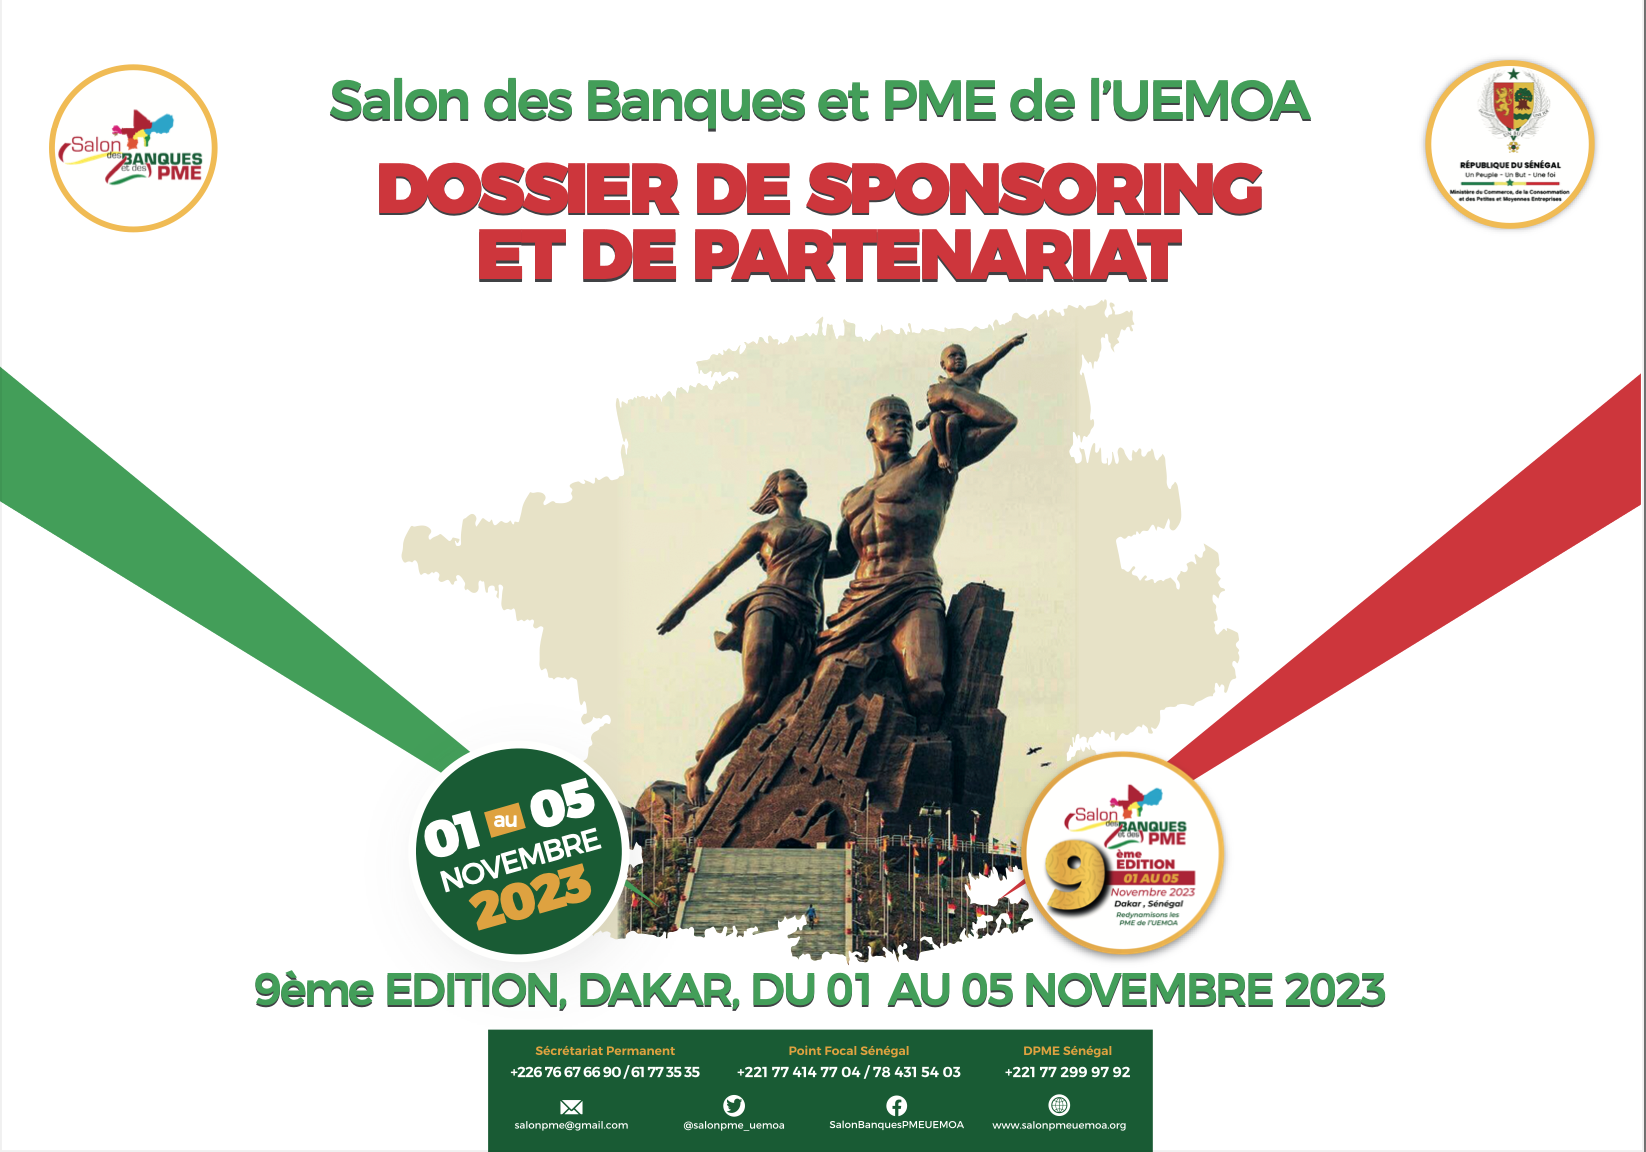 Salon
des
BANQUES
et des
PME
Salon des Banques et PME de l'UEMOA
DOSSIER DE SPONSORING
ET DE PARTENARIAT
RÉPUBLIQUE DU SÉNÉGAL
Un Peuple - Un But - Une foi
Ministère du Commerce, de la Consommation
et des Petites et Moyennes Entreprises
01 au 05
NOVEMBRE
2023
Salon
des
BANQUES
et des
PME
9 ème
EDITION
01 AU 05
Novembre 2023
Dakar, Sénégal
Redynamisons les
PME de l'UEMOA
9ème EDITION, DAKAR, DU 01 AU 05 NOVEMBRE 2023
Sécrétariat Permanent
+226 76 67 66 90 / 61 77 35 35
Point Focal Sénégal
+221 77 414 77 04 / 78 431 54 03
DPME Sénégal
+221 77 299 97 92
salonpme@gmail.com
@salonpme_uemoa
SalonBanquesPMEUEMOA
www.salonpmeuemoa.org